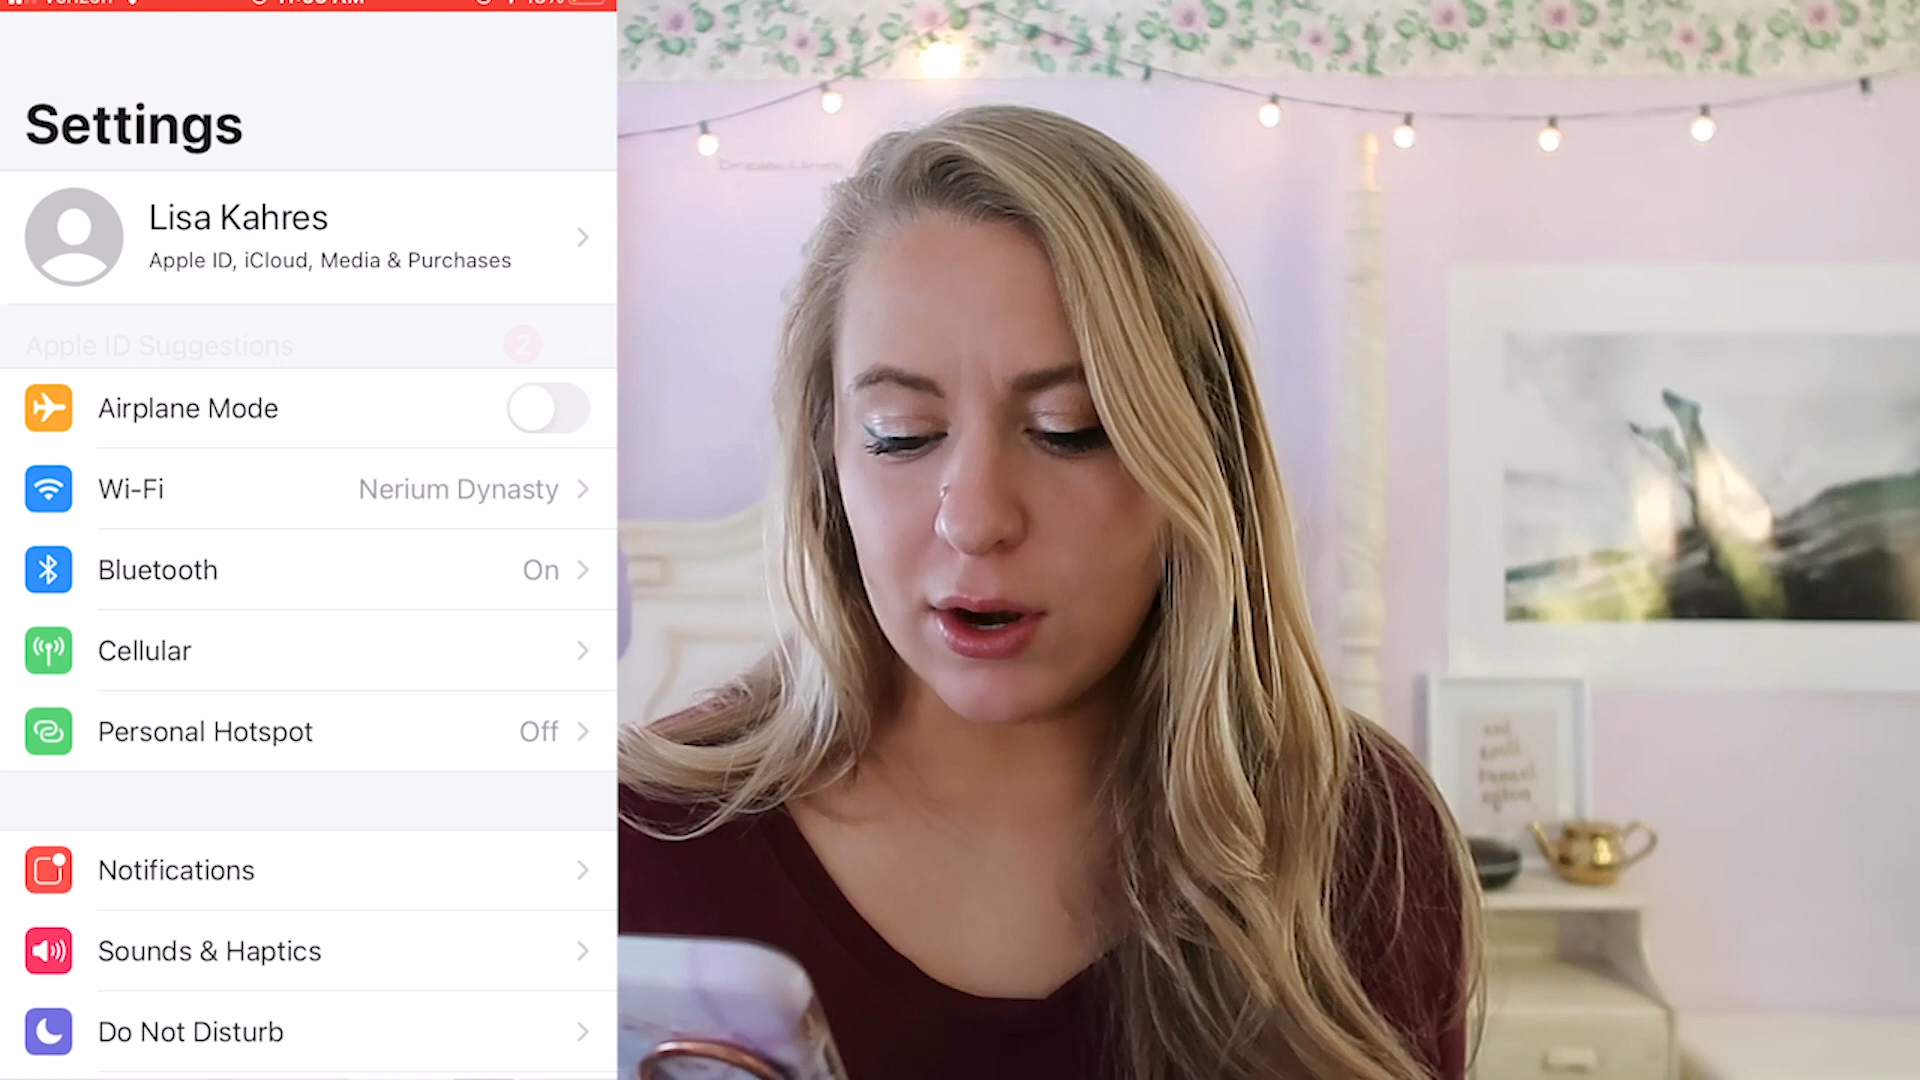 Settings
Lisa Kahres
Apple ID, iCloud, Media & Purchases
Apple ID Suggestions 2
Airplane Mode
Wi-Fi Nerium Dynasty
Bluetooth On
Cellular
Personal Hotspot Off
Notifications
Sounds & Haptics
Do Not Disturb